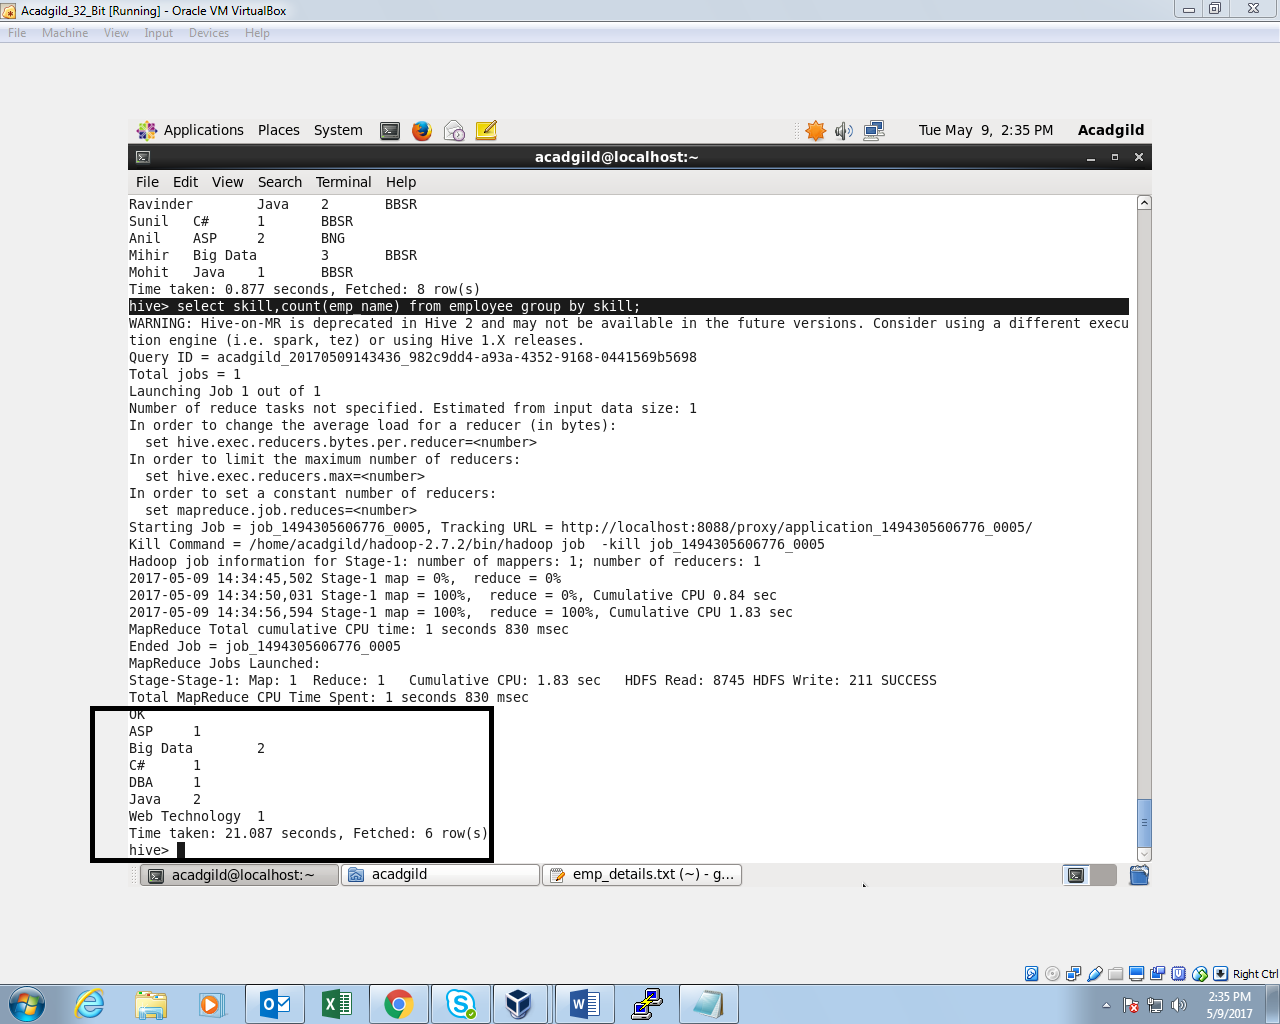 Acadgild_32_Bit [Running] - Oracle VM VirtualBox
File Machine View Input Devices Help
Applications Places System Tue May 9, 2:35 PM Acadgild
acadgild@localhost:~
File Edit View Search Terminal Help
Ravinder Java 2 BBSR
Sunil C# 1 BBSR
Anil ASP 2 BNG
Mihir Big Data 3 BBSR
Mohit Java 1 BBSR
Time taken: 0.877 seconds, Fetched: 8 row(s)
hive> select skill,count(emp_name) from employee group by skill;
WARNING: Hive-on-MR is deprecated in Hive 2 and may not be available in the future versions. Consider using a different execu
tion engine (i.e. spark, tez) or using Hive 1.X releases.
Query ID = acadgild_20170509143436_982c9dd4-a93a-4352-9168-0441569b5698
Total jobs = 1
Launching Job 1 out of 1
Number of reduce tasks not specified. Estimated from input data size: 1
In order to change the average load for a reducer (in bytes):
  set hive.exec.reducers.bytes.per.reducer=<number>
In order to limit the maximum number of reducers:
  set hive.exec.reducers.max=<number>
In order to set a constant number of reducers:
  set mapreduce.job.reduces=<number>
Starting Job = job_1494305606776_0005, Tracking URL = http://localhost:8088/proxy/application_1494305606776_0005/
Kill Command = /home/acadgild/hadoop-2.7.2/bin/hadoop job  -kill job_1494305606776_0005
Hadoop job information for Stage-1: number of mappers: 1; number of reducers: 1
2017-05-09 14:34:45,502 Stage-1 map = 0%,  reduce = 0%
2017-05-09 14:34:50,031 Stage-1 map = 100%,  reduce = 0%, Cumulative CPU 0.84 sec
2017-05-09 14:34:56,594 Stage-1 map = 100%,  reduce = 100%, Cumulative CPU 1.83 sec
MapReduce Total cumulative CPU time: 1 seconds 830 msec
Ended Job = job_1494305606776_0005
MapReduce Jobs Launched:
Stage-Stage-1: Map: 1  Reduce: 1   Cumulative CPU: 1.83 sec   HDFS Read: 8745 HDFS Write: 211 SUCCESS
Total MapReduce CPU Time Spent: 1 seconds 830 msec
OK
ASP 1
Big Data 2
C# 1
DBA 1
Java 2
Web Technology 1
Time taken: 21.087 seconds, Fetched: 6 row(s)
hive>
acadgild@localhost:~ acadgild emp_details.txt (~) - g...
Right Ctrl
2:35 PM
5/9/2017